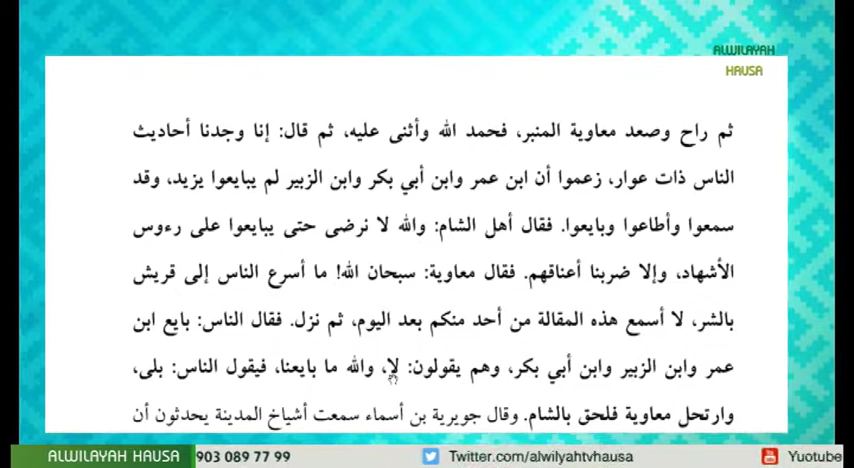 ALWILAYAH
HAUSA
ثم راح وصعد معاوية المنبر، فحمد الله وأثنى عليه، ثم قال: إنا وجدنا أحاديث
الناس ذات عوار، زعموا أن ابن عمر وابن أبي بكر وابن الزبير لم يبايعوا يزيد، وقد
سمعوا وأطاعوا وبايعوا. فقال أهل الشام: والله لا نرضى حتى يبايعوا على رءوس
الأشهاد، وإلا ضربنا أعناقهم. فقال معاوية: سبحان الله! ما أسرع الناس إلى قريش
بالشر، لا أسمع هذه المقالة من أحد منكم بعد اليوم، ثم نزل. فقال الناس: بايع ابن
عمر وابن الزبير وابن أبي بكر، وهم يقولون: لا، والله ما بايعنا، فيقول الناس: بلى،
وارتحل معاوية فلحق بالشام. وقال جويرية بن أسماء سمعت أشياخ المدينة يحدثون أن
ALWILAYAH HAUSA 903 089 77 99 Twitter.com/alwilyahtvhausa Yuotube